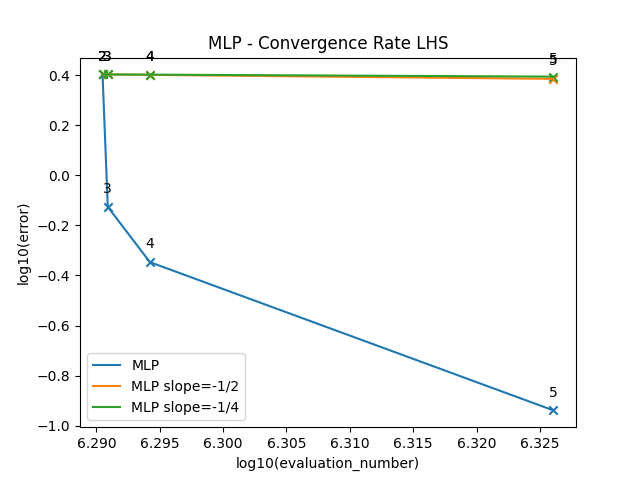 MLP - Convergence Rate LHS
2 3 4 5
5
0.4
0.2
0.0
3
−0.2
4
−0.4
−0.6
−0.8
5
−1.0
log10(error)
MLP
MLP slope=-1/2
MLP slope=-1/4
6.290 6.295 6.300 6.305 6.310 6.315 6.320 6.325
log10(evaluation_number)